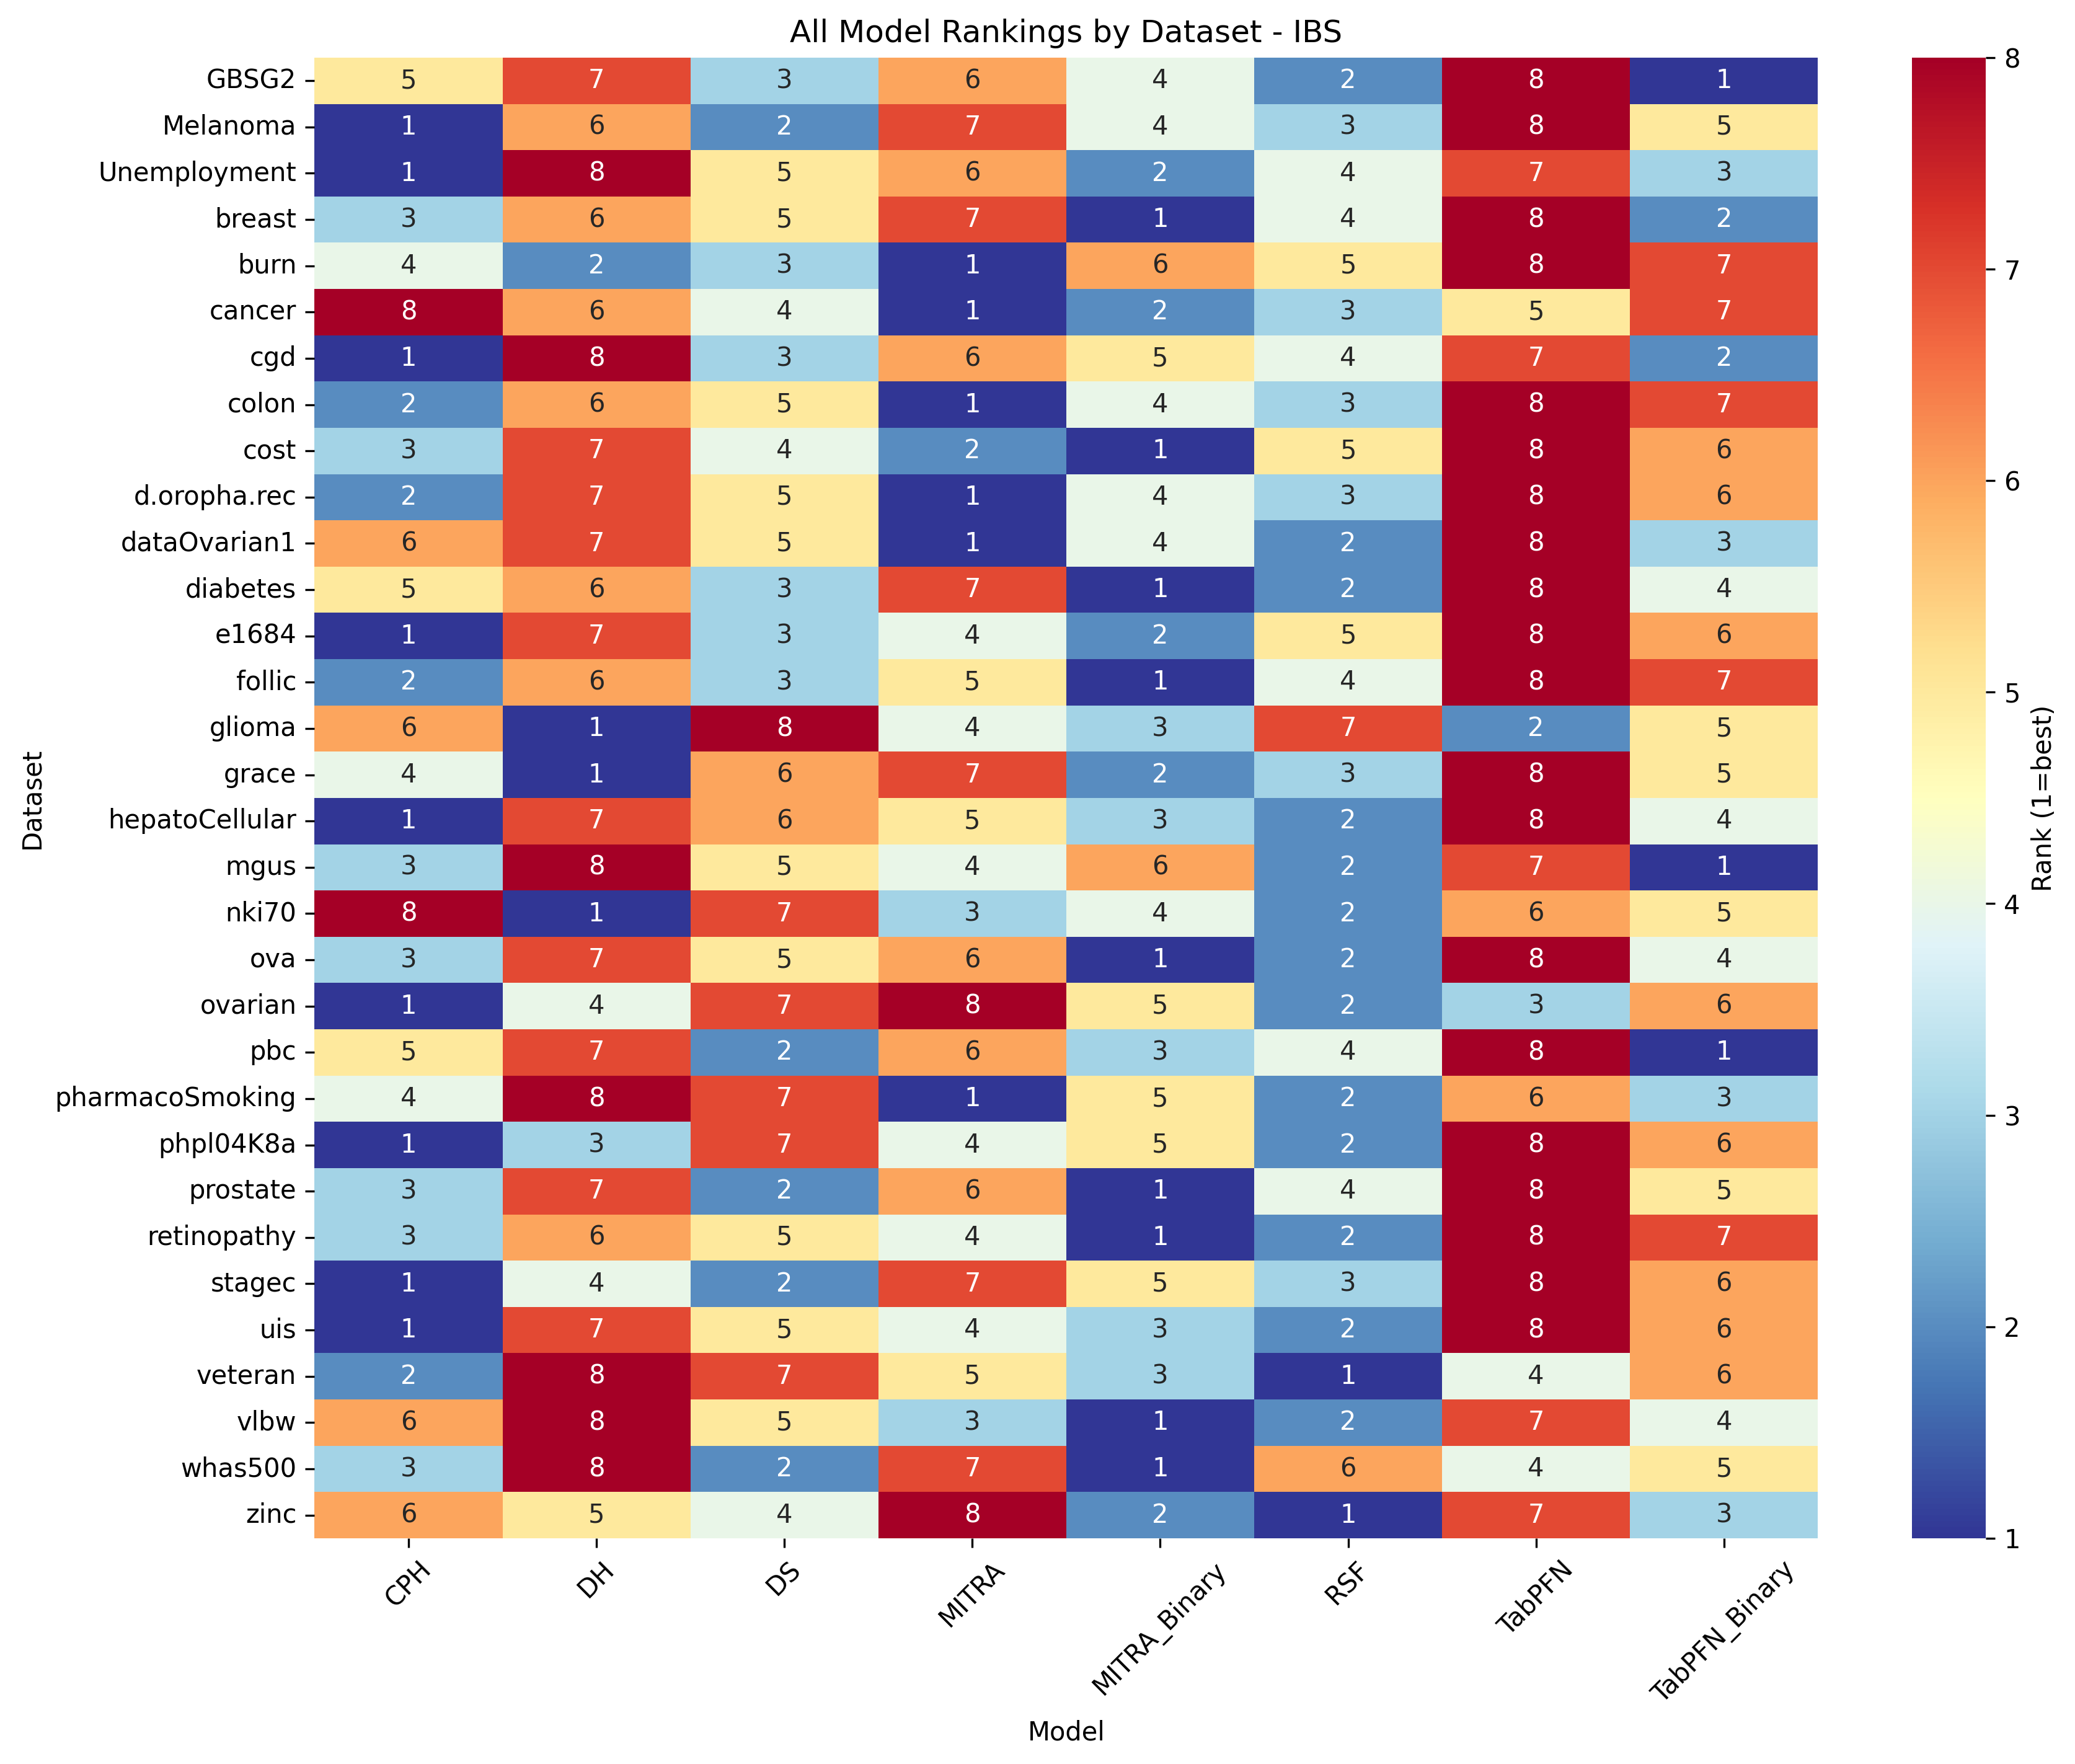 All Model Rankings by Dataset - IBS
GBSG2 5 7 3 6 4 2 8 1
Melanoma 1 6 2 7 4 3 8 5
Unemployment 1 8 5 6 2 4 7 3
breast 3 6 5 7 1 4 8 2
burn 4 2 3 1 6 5 8 7
cancer 8 6 4 1 2 3 5 7
cgd 1 8 3 6 5 4 7 2
colon 2 6 5 1 4 3 8 7
cost 3 7 4 2 1 5 8 6
d.oropha.rec 2 7 5 1 4 3 8 6
dataOvarian1 6 7 5 1 4 2 8 3
diabetes 5 6 3 7 1 2 8 4
e1684 1 7 3 4 2 5 8 6
follic 2 6 3 5 1 4 8 7
glioma 6 1 8 4 3 7 2 5
grace 4 1 6 7 2 3 8 5
hepatoCellular 1 7 6 5 3 2 8 4
mgus 3 8 5 4 6 2 7 1
nki70 8 1 7 3 4 2 6 5
ova 3 7 5 6 1 2 8 4
ovarian 1 4 7 8 5 2 3 6
pbc 5 7 2 6 3 4 8 1
pharmacoSmoking 4 8 7 1 5 2 6 3
phpl04K8a 1 3 7 4 5 2 8 6
prostate 3 7 2 6 1 4 8 5
retinopathy 3 6 5 4 1 2 8 7
stagec 1 4 2 7 5 3 8 6
uis 1 7 5 4 3 2 8 6
veteran 2 8 7 5 3 1 4 6
vlbw 6 8 5 3 1 2 7 4
whas500 3 8 2 7 1 6 4 5
zinc 6 5 4 8 2 1 7 3
CPH DH DS MITRA MITRA_Binary RSF TabPFN TabPFN_Binary
Model
Dataset
8
7
6
5
4
3
2
1
Rank (1=best)